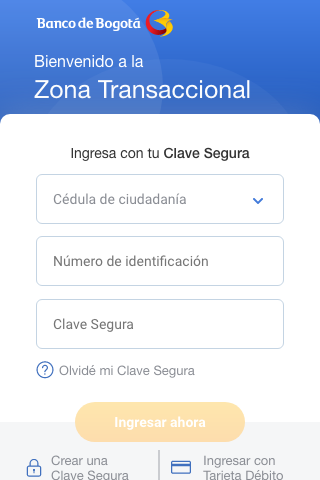 Banco de Bogotá
Bienvenido a la
Zona Transaccional
Ingresa con tu Clave Segura
Cédula de ciudadanía
Número de identificación
Clave Segura
Olvidé mi Clave Segura
Ingresar ahora
Crear una
Clave Segura
Ingresar con
Tarjeta Débito